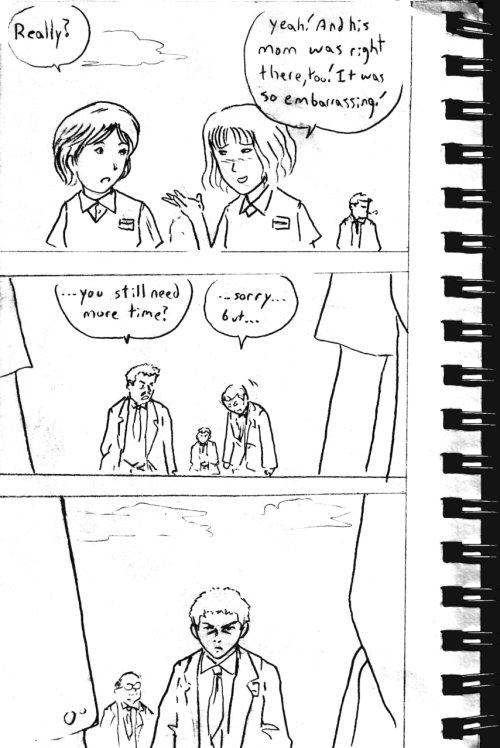 Really?
Yeah! And his
mom was right
there, too! It was
so embarrassing!
...you still need
more time?
...sorry...
but...